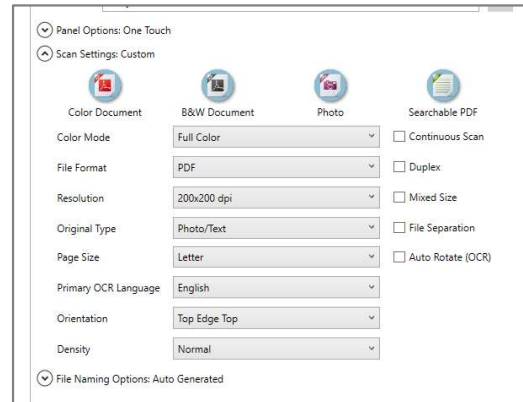 Panel Options: One Touch
Scan Settings: Custom
Color Document B&W Document Photo Searchable PDF
Color Mode Full Color Continuous Scan
File Format PDF Duplex
Resolution 200x200 dpi Mixed Size
Original Type Photo/Text File Separation
Page Size Letter Auto Rotate (OCR)
Primary OCR Language English
Orientation Top Edge Top
Density Normal
File Naming Options: Auto Generated